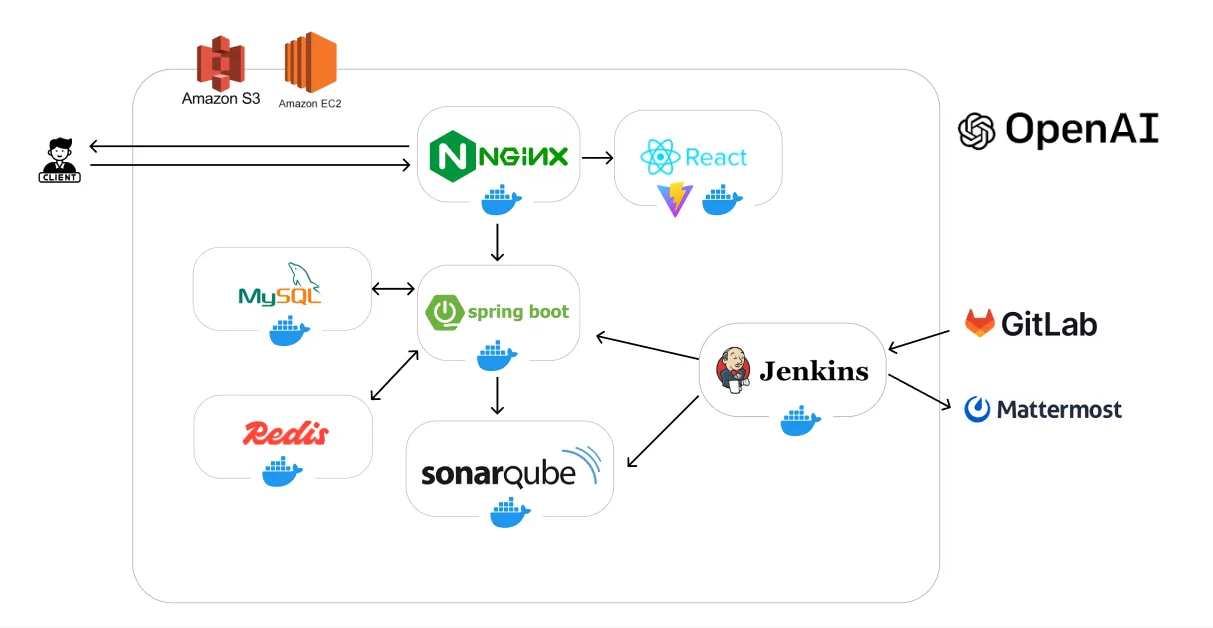 Amazon S3
Amazon EC2
CLIENT
NGINX
React
OpenAI
MySQL
spring boot
GitLab
Jenkins
Mattermost
Redis
sonarqube